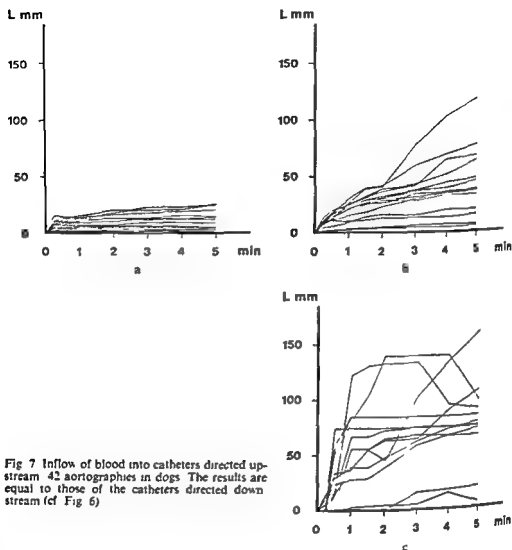 L mm
150
100
50
0
0 1 2 3 4 5 min
a
L mm
150
100
50
0
0 1 2 3 4 5 min
L mm
150
100
50
0
0 1 2 3 4 5 min
c
Fig 7 Inflow of blood into catheters directed up-
stream 42 aortographies in dogs The results are
equal to those of the catheters directed down
stream (cf Fig 6)